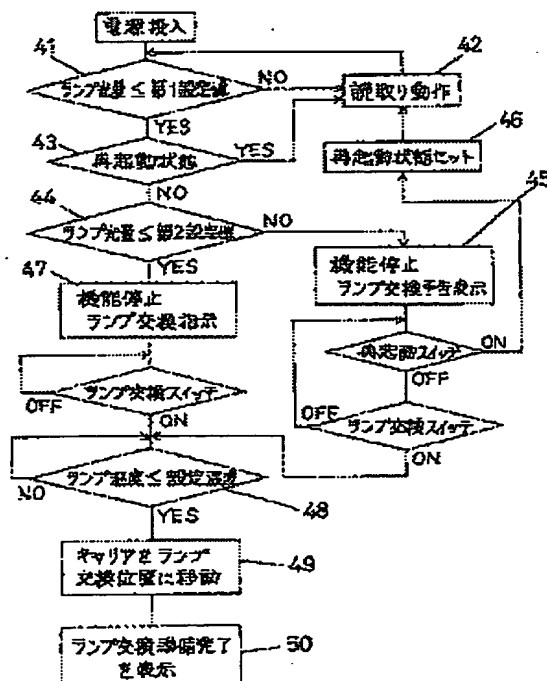 電源投入
41
42
ランプ光量≦第1設定値
NO
読取り動作
YES
43
46
再起動状態
YES
再起動状態セット
NO
44
45
ランプ光量≦第2設定値
NO
YES
47
機能停止
ランプ交換指示
機能停止
ランプ交換予告表示
再起動スイッチ
ON
OFF
ランプ交換スイッチ
OFF
ON
OFF
ランプ交換スイッチ
ON
ランプ温度≦設定温度
NO
48
YES
キャリアをランプ
交換位置に移動
49
ランプ交換準備完了
を表示
50